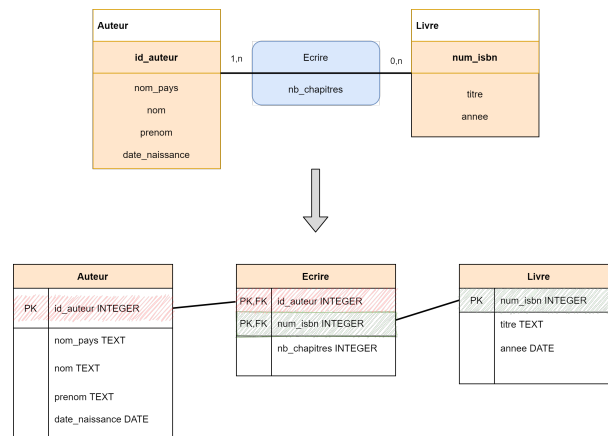 Auteur
id_auteur
nom_pays
nom
prenom
date_naissance
1,n
Ecrire
nb_chapitres
0,n
Livre
num_isbn
titre
annee
Auteur
PK id_auteur INTEGER
nom_pays TEXT
nom TEXT
prenom TEXT
date_naissance DATE
Ecrire
PK,FK id_auteur INTEGER
PK,FK num_isbn INTEGER
nb_chapitres INTEGER
Livre
PK num_isbn INTEGER
titre TEXT
annee DATE